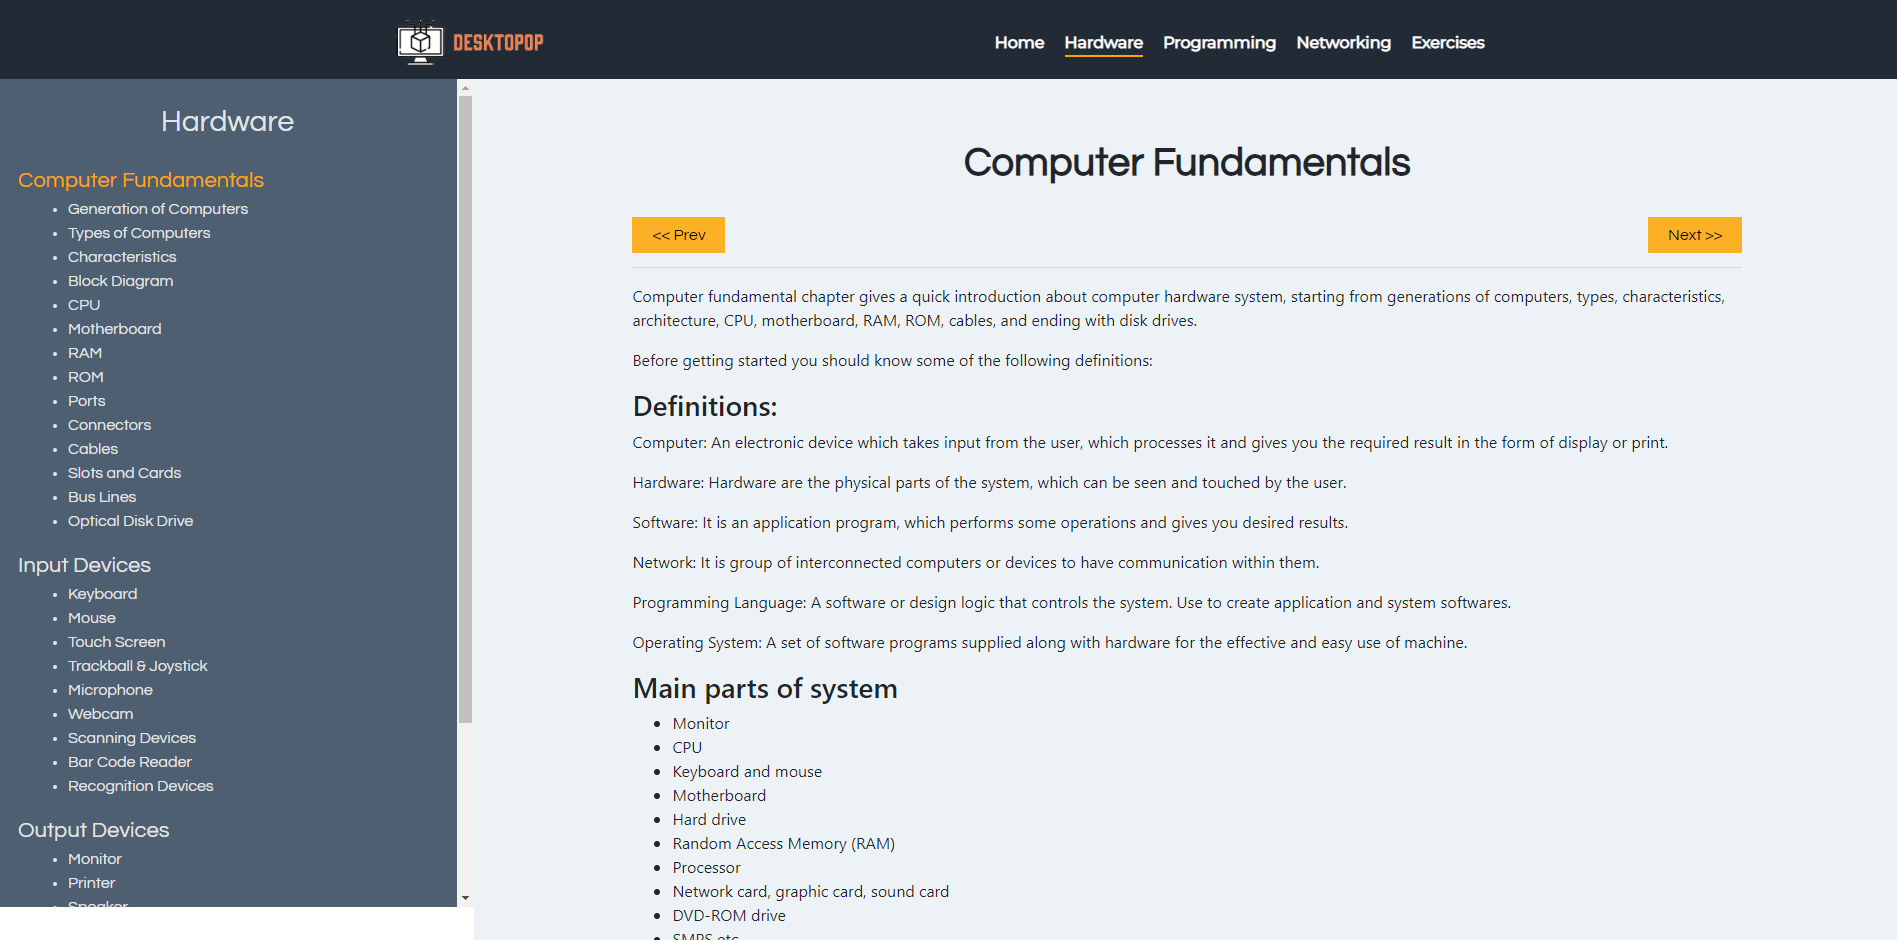 DESKTOPOP
Home Hardware Programming Networking Exercises
Hardware
Computer Fundamentals
Generation of Computers
Types of Computers
Characteristics
Block Diagram
CPU
Motherboard
RAM
ROM
Ports
Connectors
Cables
Slots and Cards
Bus Lines
Optical Disk Drive
Input Devices
Keyboard
Mouse
Touch Screen
Trackball & Joystick
Microphone
Webcam
Scanning Devices
Bar Code Reader
Recognition Devices
Output Devices
Monitor
Printer
Speaker
Computer Fundamentals
<< Prev
Next >>
Computer fundamental chapter gives a quick introduction about computer hardware system, starting from generations of computers, types, characteristics,
architecture, CPU, motherboard, RAM, ROM, cables, and ending with disk drives.
Before getting started you should know some of the following definitions:
Definitions:
Computer: An electronic device which takes input from the user, which processes it and gives you the required result in the form of display or print.
Hardware: Hardware are the physical parts of the system, which can be seen and touched by the user.
Software: It is an application program, which performs some operations and gives you desired results.
Network: It is group of interconnected computers or devices to have communication within them.
Programming Language: A software or design logic that controls the system. Use to create application and system softwares.
Operating System: A set of software programs supplied along with hardware for the effective and easy use of machine.
Main parts of system
Monitor
CPU
Keyboard and mouse
Motherboard
Hard drive
Random Access Memory (RAM)
Processor
Network card, graphic card, sound card
DVD-ROM drive
SMPS etc